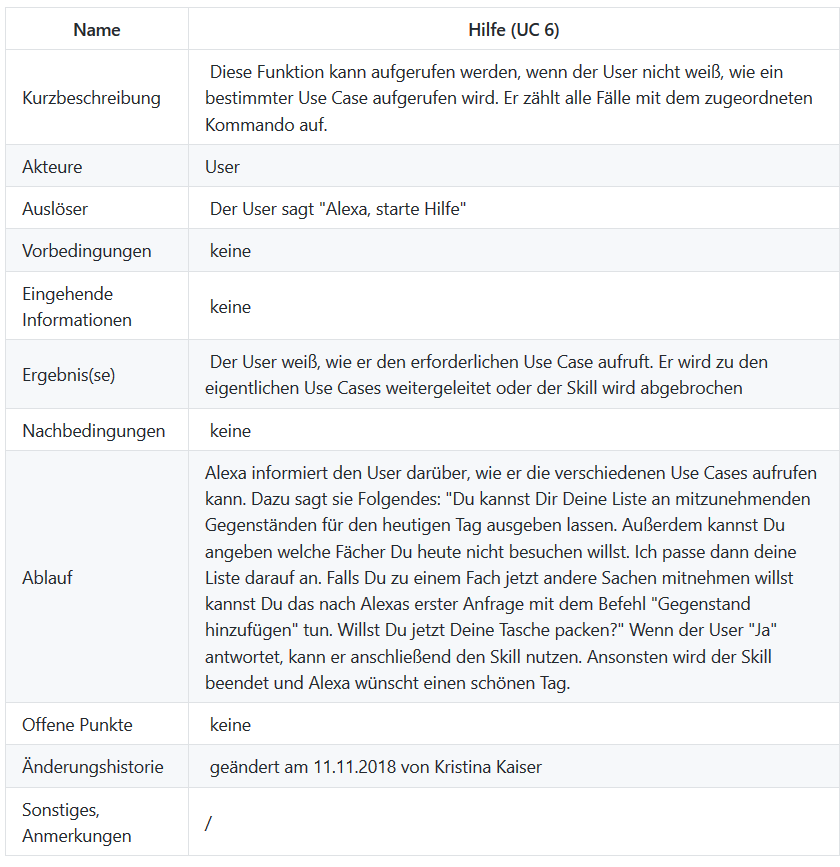 Name
Hilfe (UC 6)
Kurzbeschreibung
Diese Funktion kann aufgerufen werden, wenn der User nicht weiß, wie ein
bestimmter Use Case aufgerufen wird. Er zählt alle Fälle mit dem zugeordneten
Kommando auf.
Akteure
User
Auslöser
Der User sagt "Alexa, starte Hilfe"
Vorbedingungen
keine
Eingehende
Informationen
keine
Ergebnis(se)
Der User weiß, wie er den erforderlichen Use Case aufruft. Er wird zu den
eigentlichen Use Cases weitergeleitet oder der Skill wird abgebrochen
Nachbedingungen
keine
Ablauf
Alexa informiert den User darüber, wie er die verschiedenen Use Cases aufrufen
kann. Dazu sagt sie Folgendes: "Du kannst Dir Deine Liste an mitzunehmenden
Gegenständen für den heutigen Tag ausgeben lassen. Außerdem kannst Du
angeben welche Fächer Du heute nicht besuchen willst. Ich passe dann deine
Liste darauf an. Falls Du zu einem Fach jetzt andere Sachen mitnehmen willst
kannst Du das nach Alexas erster Anfrage mit dem Befehl "Gegenstand
hinzufügen" tun. Willst Du jetzt Deine Tasche packen?" Wenn der User "Ja"
antwortet, kann er anschließend den Skill nutzen. Ansonsten wird der Skill
beendet und Alexa wünscht einen schönen Tag.
Offene Punkte
keine
Änderungshistorie
geändert am 11.11.2018 von Kristina Kaiser
Sonstiges,
Anmerkungen
/